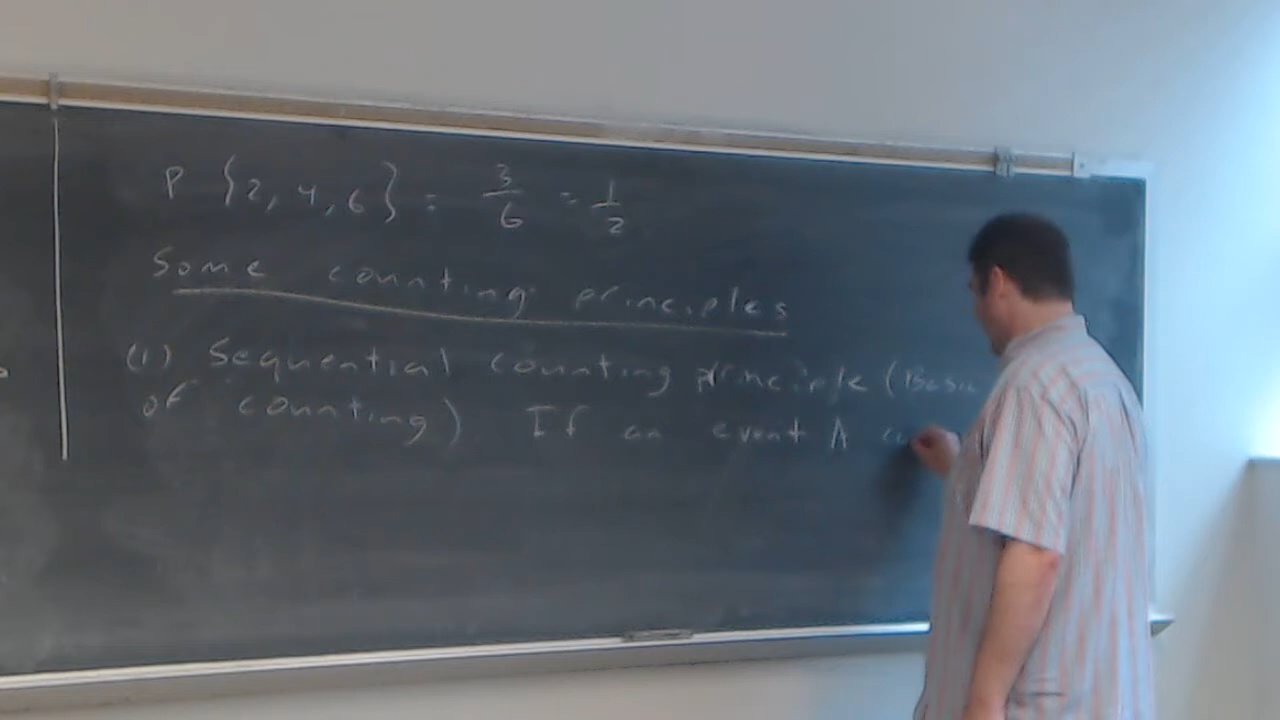 P {2, 4, 6} = 3/6 = 1/2
Some counting principles
(1) Sequential counting principle (Basic
of counting) If an event A